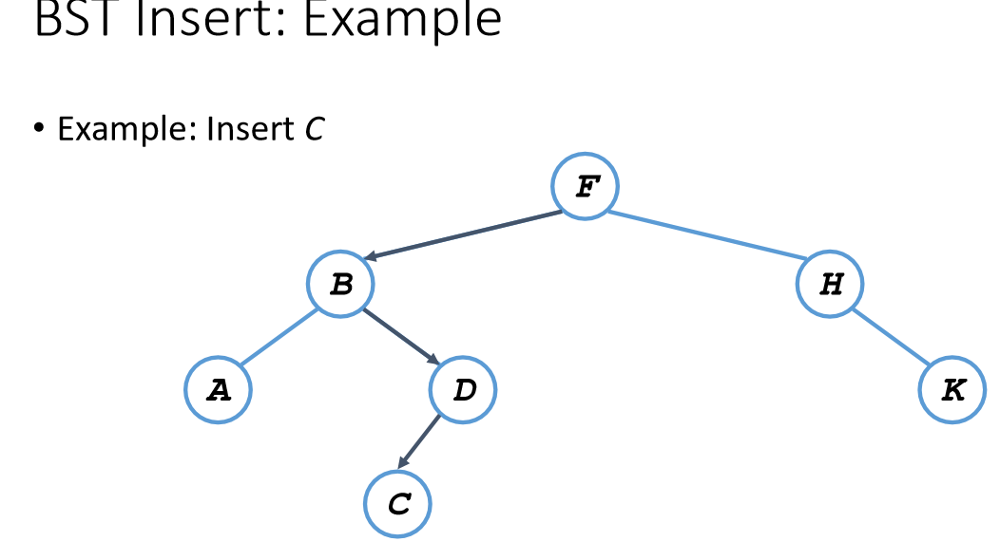 BST Insert: Example
• Example: Insert C
F
B
H
A
D
K
C